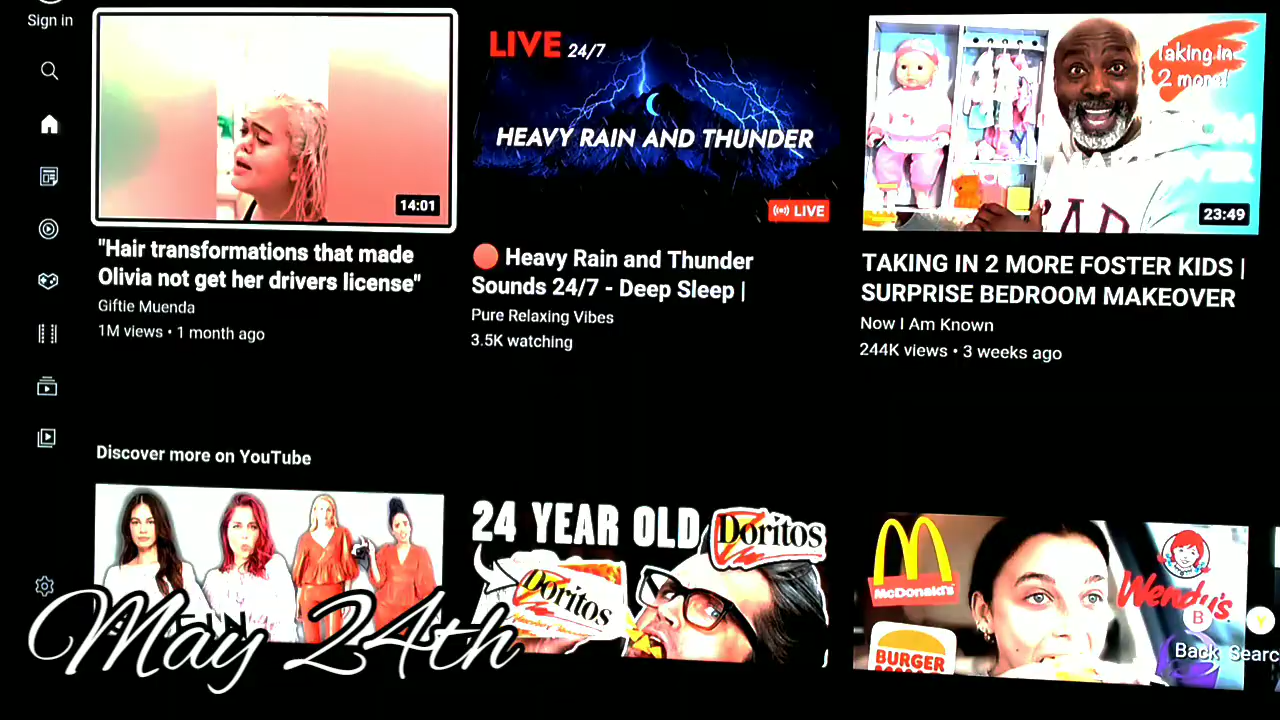 Sign in
LIVE 24/7
HEAVY RAIN AND THUNDER
LIVE
Taking in
2 more!
14:01
23:49
"Hair transformations that made
Olivia not get her drivers license"
Giftie Muenda
1M views • 1 month ago
Heavy Rain and Thunder
Sounds 24/7 - Deep Sleep |
Pure Relaxing Vibes
3.5K watching
TAKING IN 2 MORE FOSTER KIDS |
SURPRISE BEDROOM MAKEOVER
Now I Am Known
244K views • 3 weeks ago
Discover more on YouTube
24 YEAR OLD
Doritos
Doritos
McDonald's
Wendy's
BURGER
B
Y
Back
May 24th